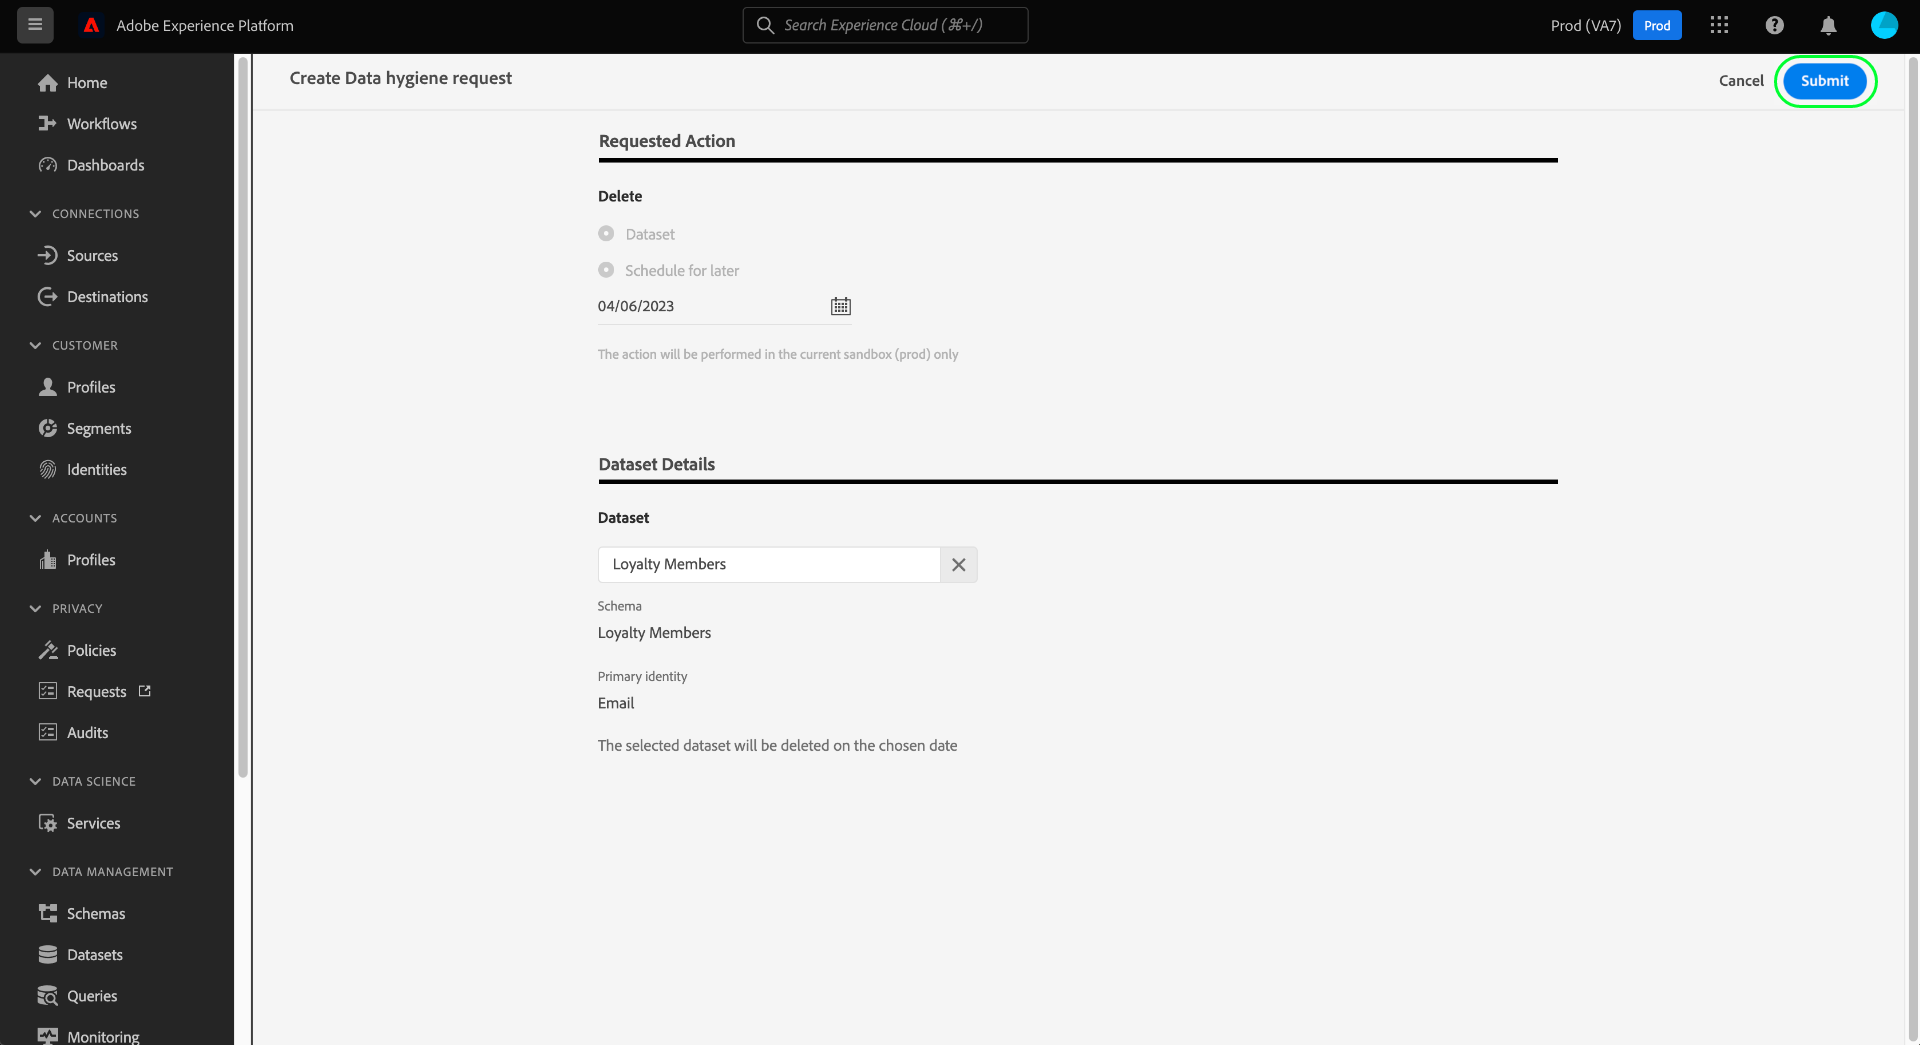 Adobe Experience Platform
Search Experience Cloud (⌘+/)
Prod (VA7)
Prod
Home
Workflows
Dashboards
CONNECTIONS
Sources
Destinations
CUSTOMER
Profiles
Segments
Identities
ACCOUNTS
Profiles
PRIVACY
Policies
Requests
Audits
DATA SCIENCE
Services
DATA MANAGEMENT
Schemas
Datasets
Queries
Monitoring
Create Data hygiene request
Cancel
Submit
Requested Action
Delete
Dataset
Schedule for later
04/06/2023
The action will be performed in the current sandbox (prod) only
Dataset Details
Dataset
Loyalty Members
Schema
Loyalty Members
Primary identity
Email
The selected dataset will be deleted on the chosen date